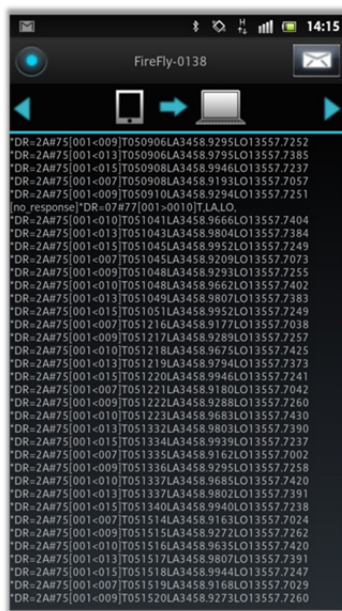 H 14:15
FireFly-0138
*DR=2A#75[001<009]T050906LA3458.9295LO13557.7252
*DR=2A#75[001<013]T050906LA3458.9795LO13557.7385
*DR=2A#75[001<015]T050908LA3458.9946LO13557.7237
*DR=2A#75[001<007]T050908LA3458.9193LO13557.7057
*DR=2A#75[001<009]T050910LA3458.9294LO13557.7251
[no_response]*DR=07#77[001>0010]T,LA,LO,
*DR=2A#75[001<010]T051041LA3458.9666LO13557.7404
*DR=2A#75[001<013]T051043LA3458.9804LO13557.7384
*DR=2A#75[001<015]T051045LA3458.9952LO13557.7249
*DR=2A#75[001<007]T051045LA3458.9209LO13557.7073
*DR=2A#75[001<009]T051048LA3458.9293LO13557.7255
*DR=2A#75[001<010]T051048LA3458.9662LO13557.7402
*DR=2A#75[001<013]T051049LA3458.9807LO13557.7383
*DR=2A#75[001<015]T051051LA3458.9952LO13557.7249
*DR=2A#75[001<007]T051216LA3458.9177LO13557.7038
*DR=2A#75[001<009]T051217LA3458.9289LO13557.7257
*DR=2A#75[001<010]T051218LA3458.9675LO13557.7425
*DR=2A#75[001<013]T051219LA3458.9794LO13557.7373
*DR=2A#75[001<015]T051220LA3458.9946LO13557.7241
*DR=2A#75[001<007]T051221LA3458.9180LO13557.7042
*DR=2A#75[001<009]T051222LA3458.9288LO13557.7260
*DR=2A#75[001<010]T051223LA3458.9683LO13557.7430
*DR=2A#75[001<013]T051332LA3458.9803LO13557.7390
*DR=2A#75[001<015]T051334LA3458.9939LO13557.7237
*DR=2A#75[001<007]T051335LA3458.9162LO13557.7002
*DR=2A#75[001<009]T051336LA3458.9295LO13557.7258
*DR=2A#75[001<010]T051337LA3458.9685LO13557.7420
*DR=2A#75[001<013]T051337LA3458.9802LO13557.7391
*DR=2A#75[001<015]T051340LA3458.9940LO13557.7238
*DR=2A#75[001<007]T051514LA3458.9163LO13557.7024
*DR=2A#75[001<009]T051515LA3458.9272LO13557.7262
*DR=2A#75[001<010]T051516LA3458.9635LO13557.7420
*DR=2A#75[001<013]T051517LA3458.9807LO13557.7391
*DR=2A#75[001<015]T051518LA3458.9944LO13557.7247
*DR=2A#75[001<007]T051519LA3458.9168LO13557.7029
*DR=2A#75[001<009]T051520LA3458.9273LO13557.7260